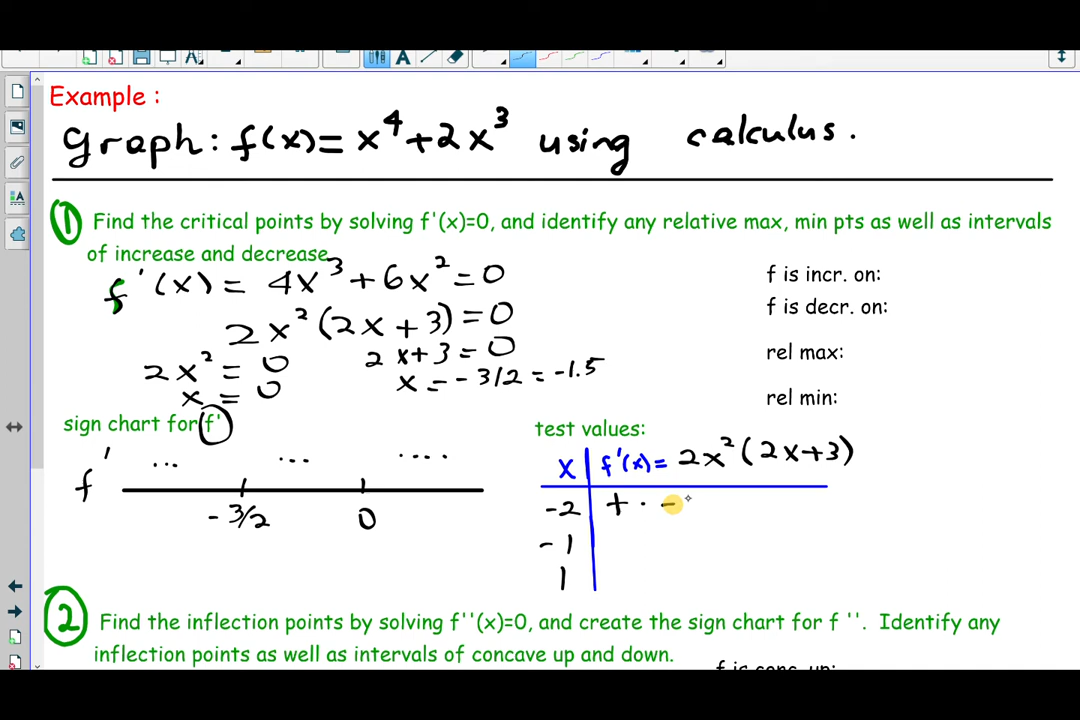 Example :
Graph: f(x)= x⁴+2x³ using calculus.
① Find the critical points by solving f'(x)=0, and identify any relative max, min pts as well as intervals
of increase and decrease
f'(x) = 4x³+6x²=0
f is incr. on:
2x²(2x+3)=0
f is decr. on:
2x² = 0
2x+3=0
x = 0
x = -3/2 = -1.5
rel max:
rel min:
sign chart for f'
f' ... ... ....
-3/2 0
test values:
x f'(x)= 2x²(2x+3)
-2 + · -
-1
1
② Find the inflection points by solving f''(x)=0, and create the sign chart for f ''. Identify any
inflection points as well as intervals of concave up and down.
f is conc. up: